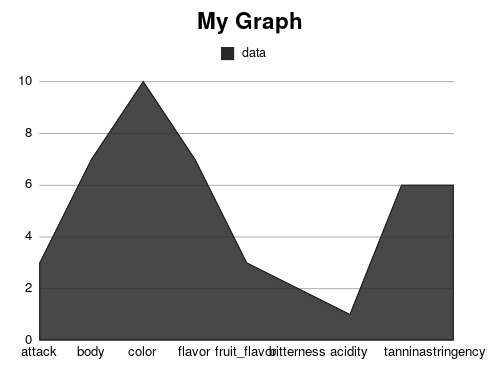 My Graph
data
10
8
6
4
2
0
attack body color flavor fruit_flavor bitterness acidity tannin astringency